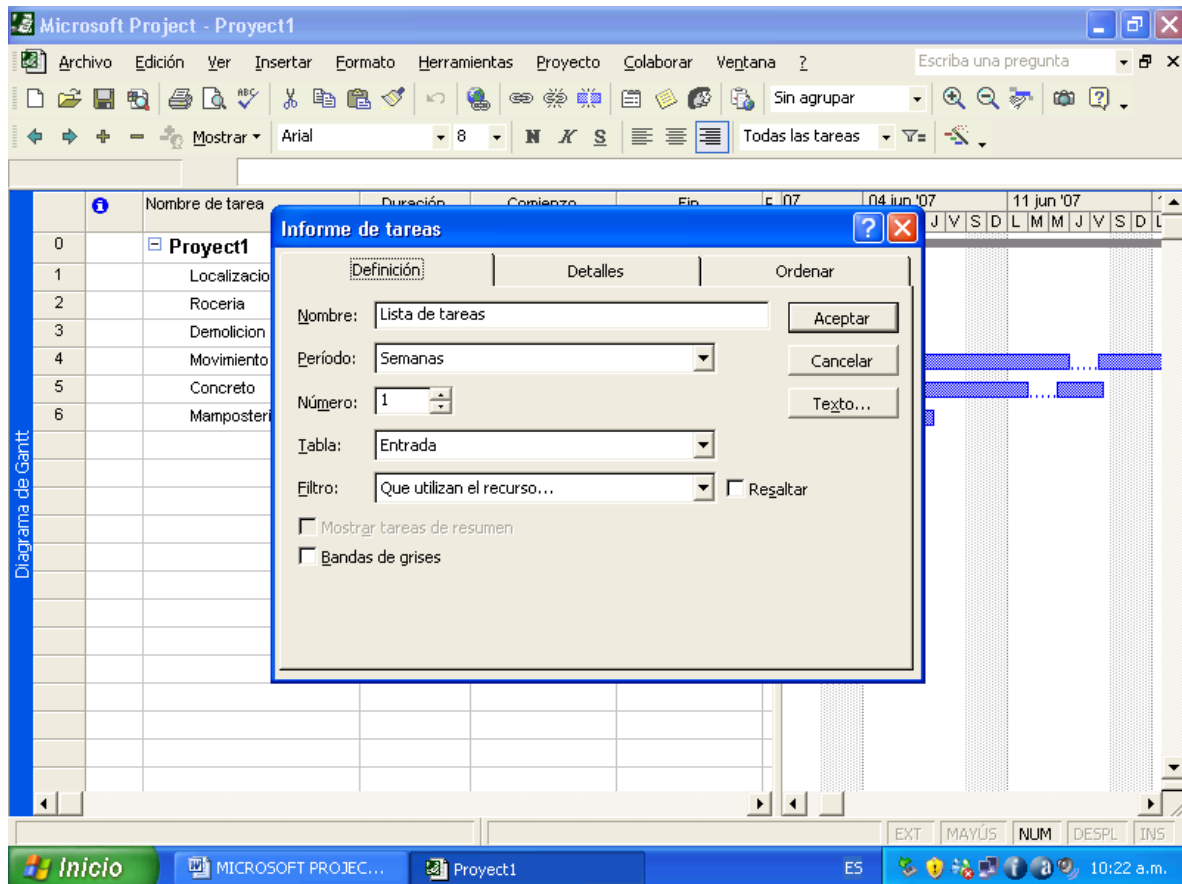 Microsoft Project - Proyect1
Archivo Edición Ver Insertar Formato Herramientas Proyecto Colaborar Ventana ? Escriba una pregunta
ABC Sin agrupar
Mostrar Arial 8 N K S Todas las tareas
Nombre de tarea Duración Comienzo Fin 07 04 jun '07 11 jun '07
J V S D L M M J V S D L
0 Proyect1
1 Localizacio
2 Roceria
3 Demolicion
4 Movimiento
5 Concreto
6 Mamposteri
Diagrama de Gantt
Informe de tareas
Definición Detalles Ordenar
Nombre: Lista de tareas Aceptar
Período: Semanas Cancelar
Número: 1 Texto...
Tabla: Entrada
Filtro: Que utilizan el recurso... Resaltar
Mostrar tareas de resumen
Bandas de grises
EXT MAYÚS NUM DESPL INS
Inicio MICROSOFT PROJEC... Proyect1 ES 10:22 a.m.